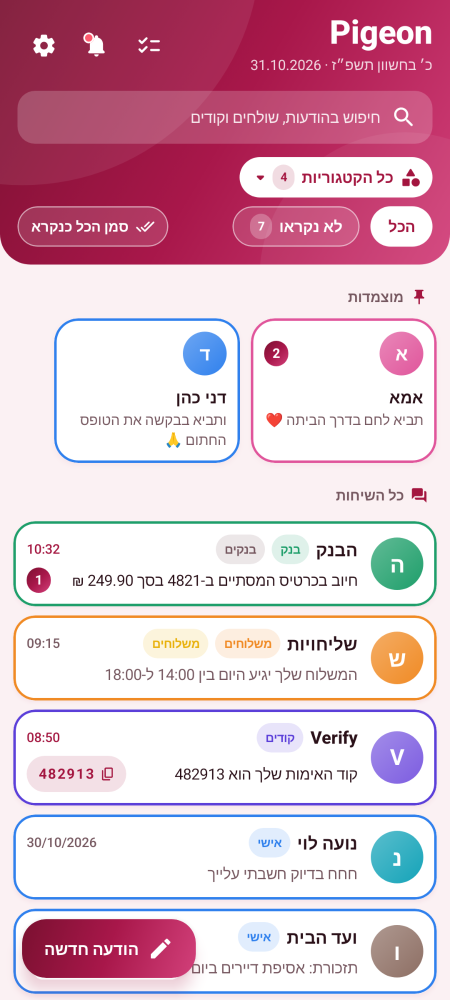 Pigeon
כ׳ בחשוון תשפ״ז · 31.10.2026
חיפוש בהודעות, שולחים וקודים
כל הקטגוריות 4
הכל
לא נקראו 7
סמן הכל כנקרא
מוצמדות
א
2
אמא
תביא לחם בדרך הביתה ❤️
ד
דני כהן
ותביא בבקשה את הטופס
החתום 🙏
כל השיחות
ה
הבנק בנק בנקים 10:32
חיוב בכרטיס המסתיים ב-4821 בסך 249.90 ₪ 1
ש
שליחויות משלוחים משלוחים 09:15
המשלוח שלך יגיע היום בין 14:00 ל-18:00
V
Verify קודים 08:50
קוד האימות שלך הוא 482913 482913
נ
נועה לוי אישי 30/10/2026
חחח בדיוק חשבתי עלייך
ו
ועד הבית אישי
תזכורת: אסיפת דיירים ביום
הודעה חדשה